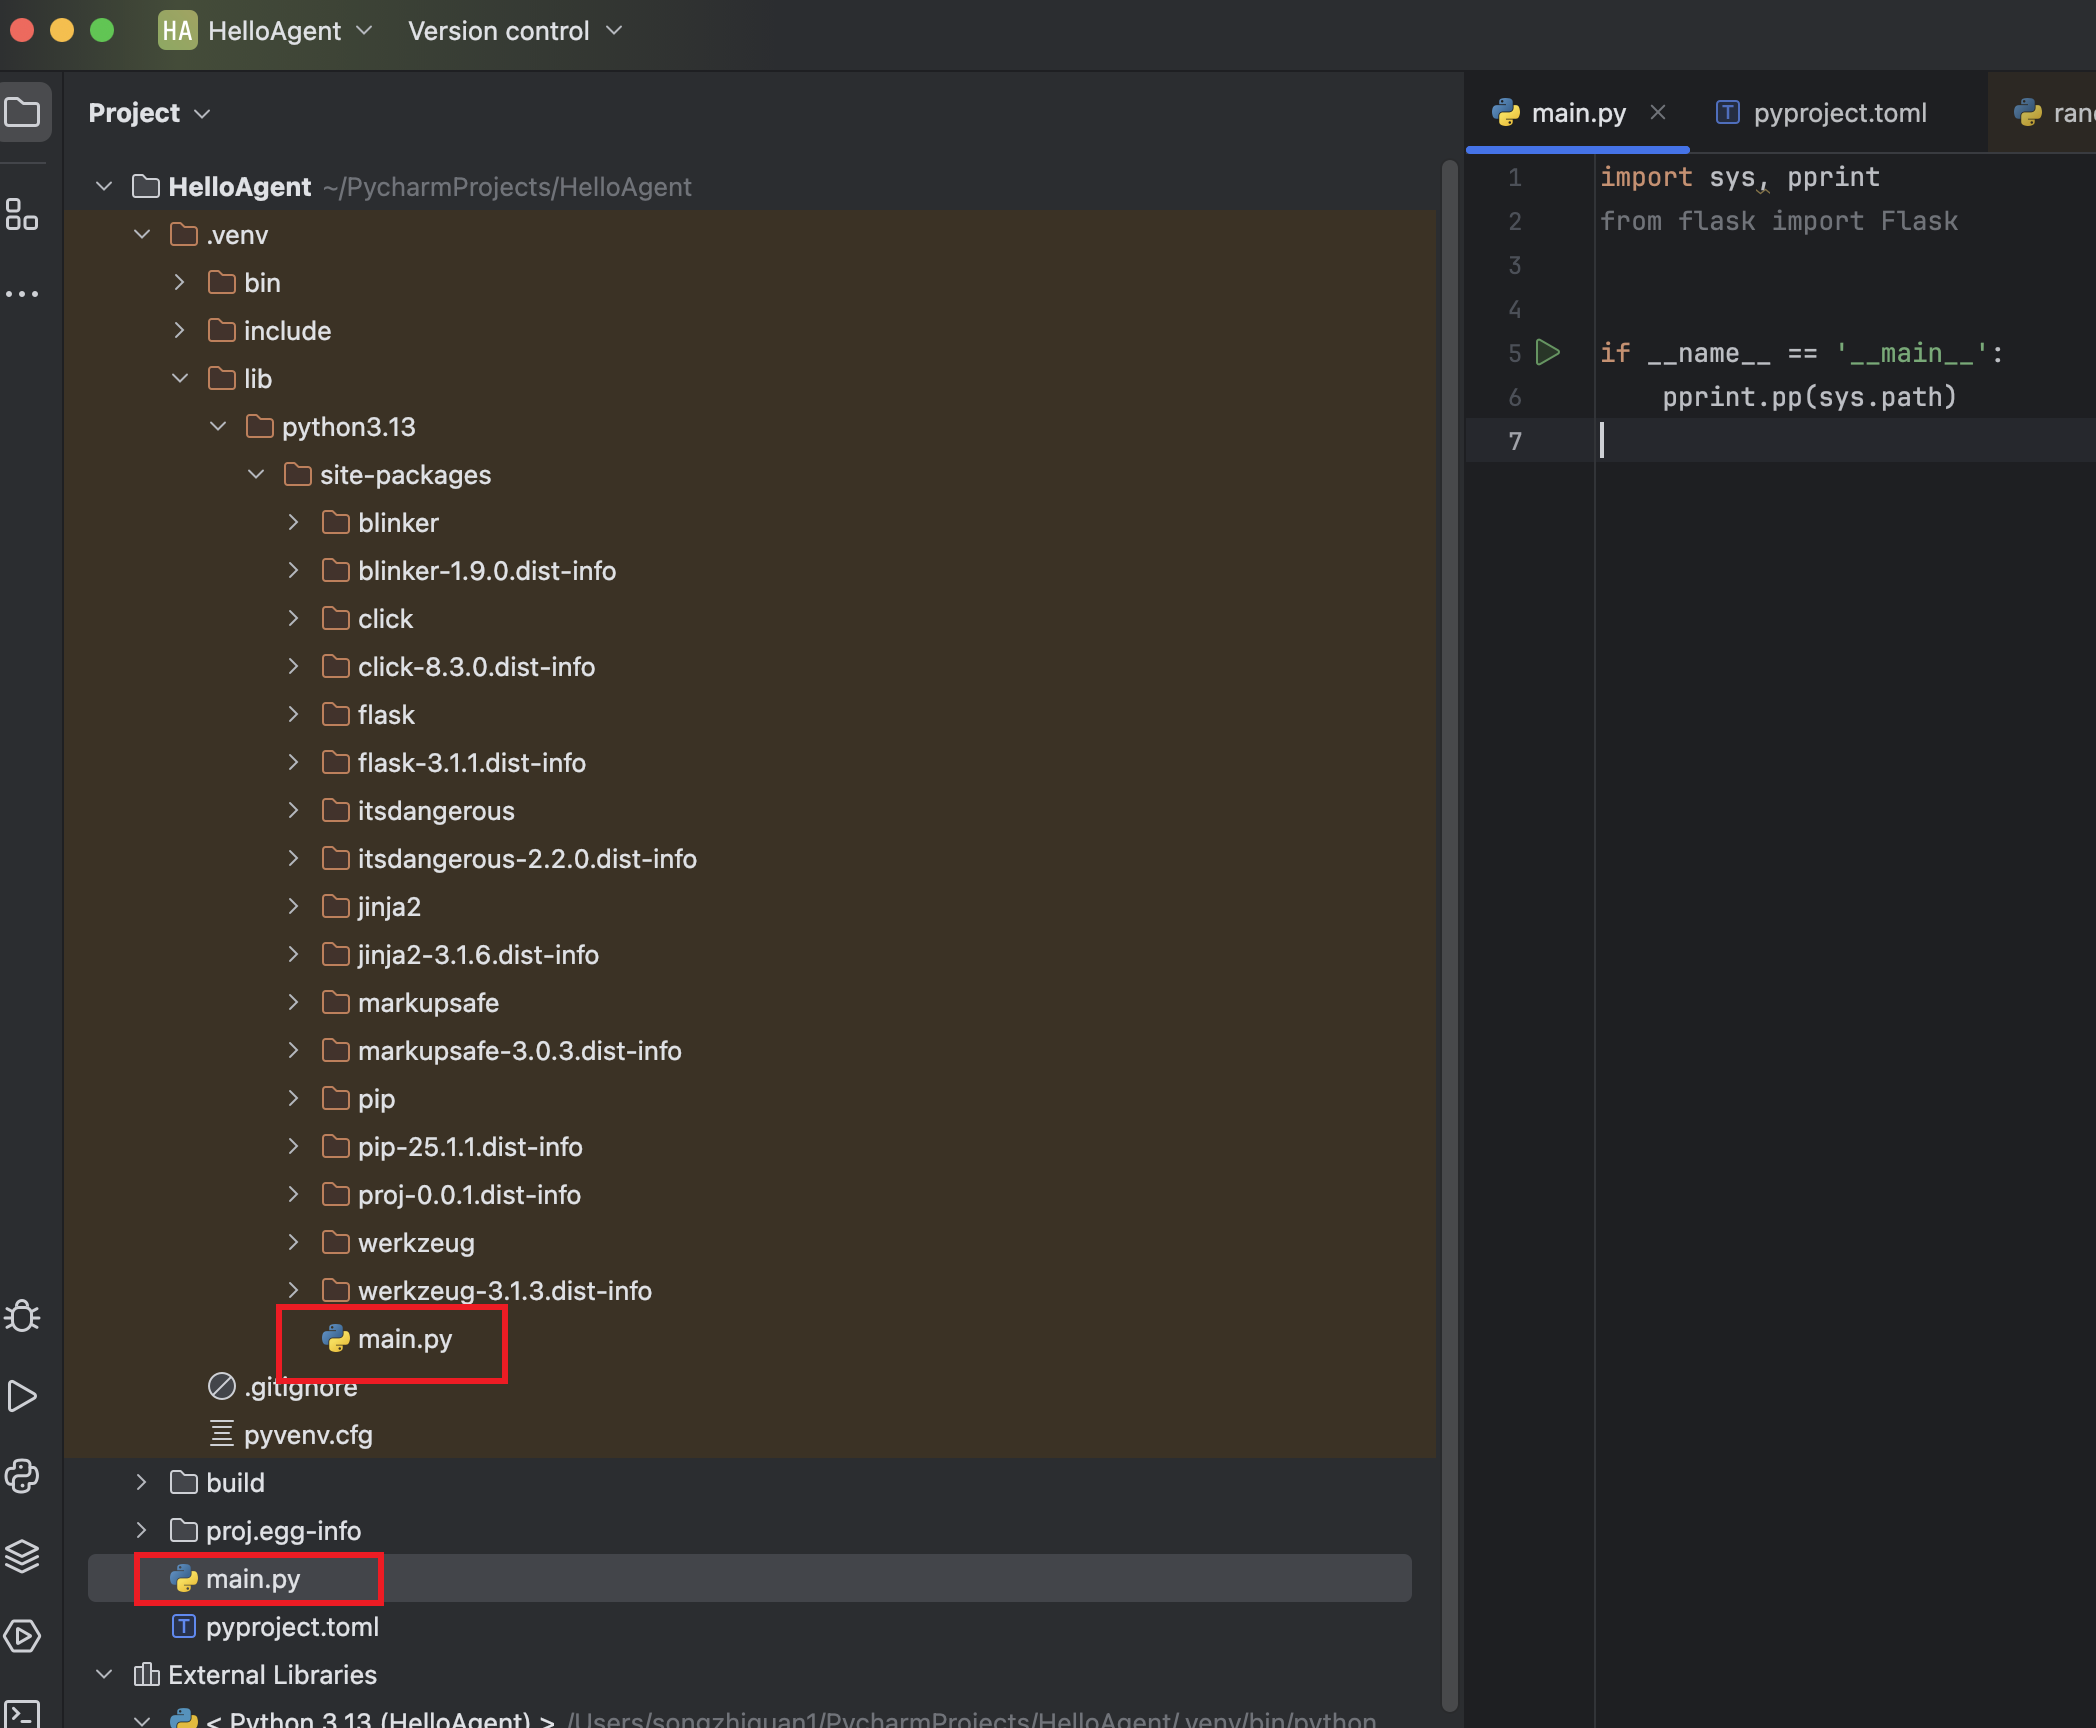 HA HelloAgent Version control
Project
main.py pyproject.toml
HelloAgent ~/PycharmProjects/HelloAgent
.venv
bin
include
lib
python3.13
site-packages
blinker
blinker-1.9.0.dist-info
click
click-8.3.0.dist-info
flask
flask-3.1.1.dist-info
itsdangerous
itsdangerous-2.2.0.dist-info
jinja2
jinja2-3.1.6.dist-info
markupsafe
markupsafe-3.0.3.dist-info
pip
pip-25.1.1.dist-info
proj-0.0.1.dist-info
werkzeug
werkzeug-3.1.3.dist-info
main.py
.gitignore
pyvenv.cfg
build
proj.egg-info
main.py
pyproject.toml
External Libraries
< Python 3.13 (HelloAgent) > /Users/songzhiquan1/PycharmProjects/HelloAgent/.venv/bin/python
1 import sys, pprint
2 from flask import Flask
3
4
5 if __name__ == '__main__':
6 pprint.pp(sys.path)
7